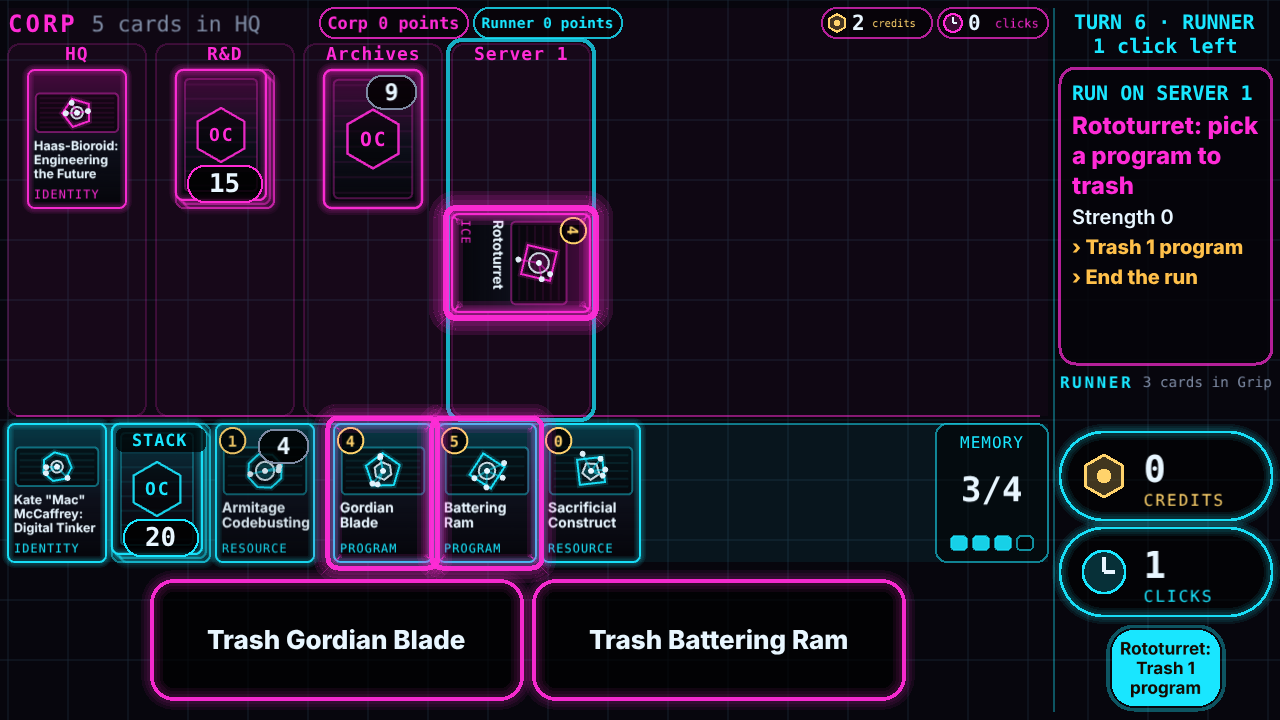 CORP 5 cards in HQ
Corp 0 points
Runner 0 points
2 credits
0 clicks
TURN 6 · RUNNER
1 click left
HQ
R&D
Archives
Server 1
Haas-Bioroid:
Engineering
the Future
IDENTITY
OC
15
9
OC
4
Rototurret
ICE
RUN ON SERVER 1
Rototurret: pick
a program to
trash
Strength 0
› Trash 1 program
› End the run
RUNNER 3 cards in Grip
Kate "Mac"
McCaffrey:
Digital Tinker
IDENTITY
STACK
OC
20
1
4
Armitage
Codebusting
RESOURCE
4
Gordian
Blade
PROGRAM
5
Battering
Ram
PROGRAM
0
Sacrificial
Construct
RESOURCE
MEMORY
3/4
0
CREDITS
1
CLICKS
Trash Gordian Blade
Trash Battering Ram
Rototurret:
Trash 1
program